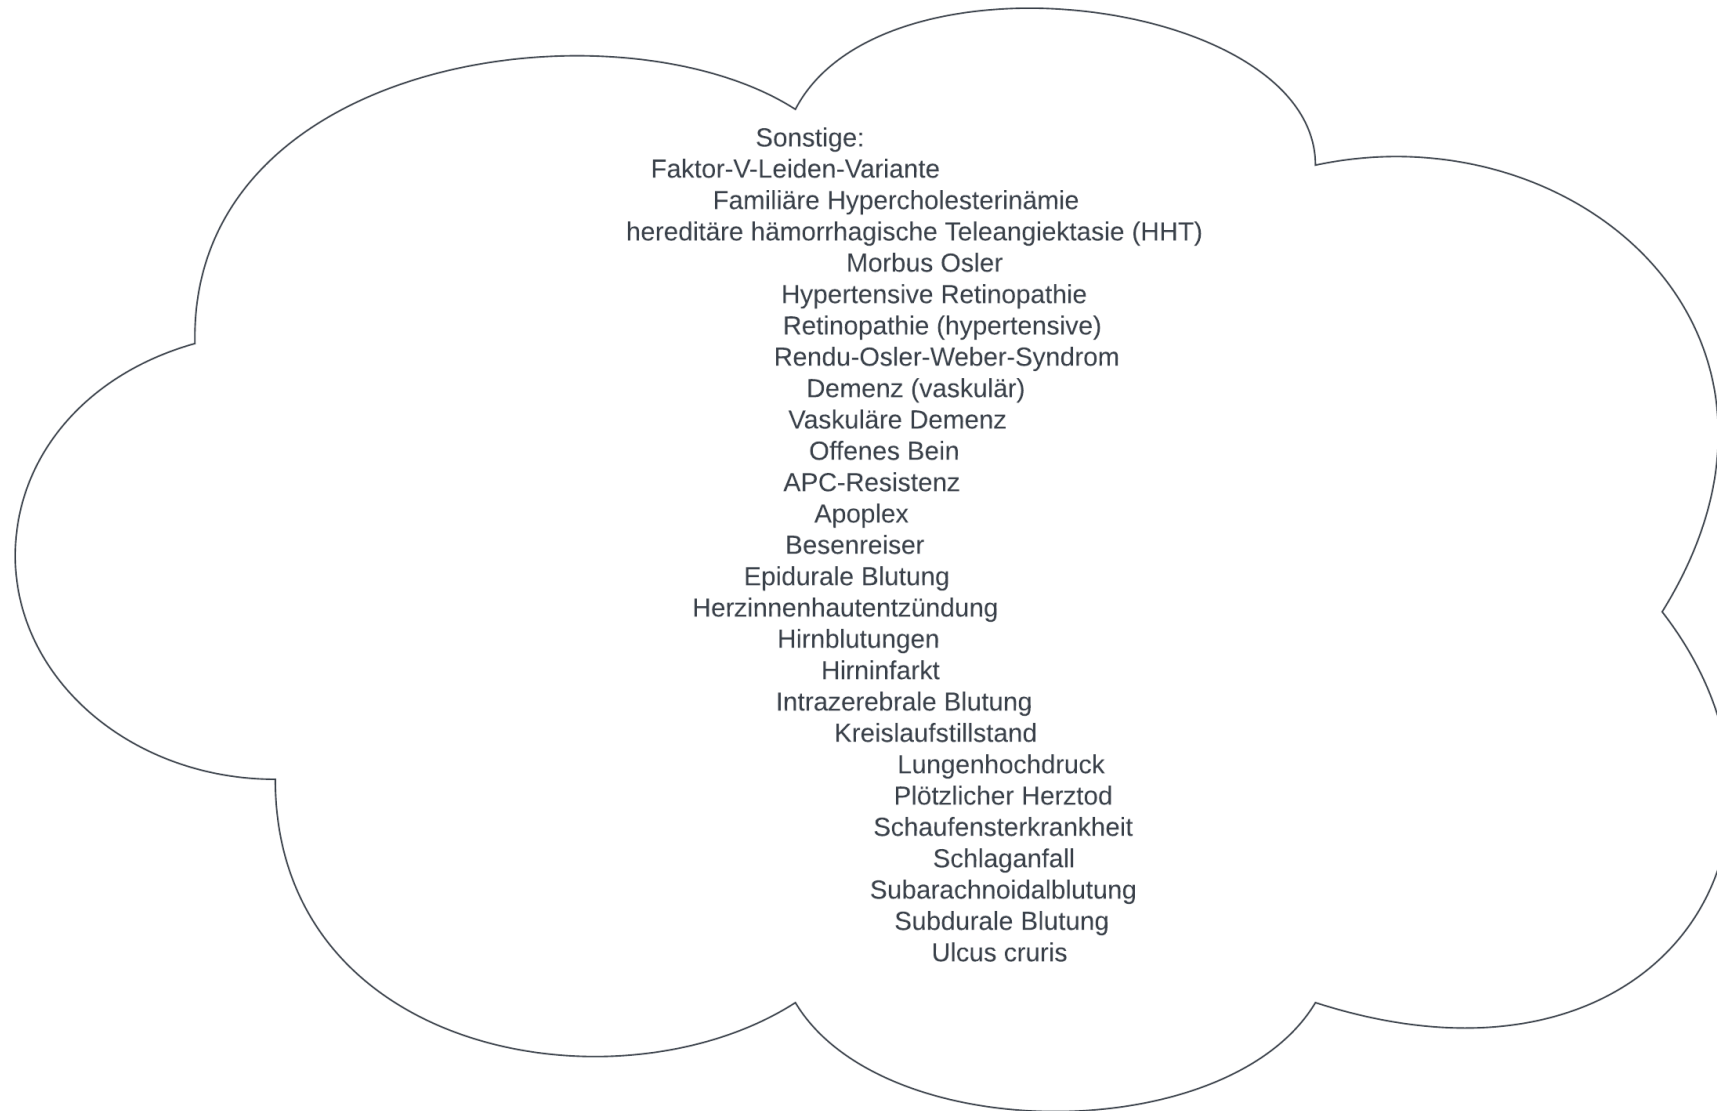 Sonstige:
Faktor-V-Leiden-Variante
Familiäre Hypercholesterinämie
hereditäre hämorrhagische Teleangiektasie (HHT)
Morbus Osler
Hypertensive Retinopathie
Retinopathie (hypertensive)
Rendu-Osler-Weber-Syndrom
Demenz (vaskulär)
Vaskuläre Demenz
Offenes Bein
APC-Resistenz
Apoplex
Besenreiser
Epidurale Blutung
Herzinnenhautentzündung
Hirnblutungen
Hirninfarkt
Intrazerebrale Blutung
Kreislaufstillstand
Lungenhochdruck
Plötzlicher Herztod
Schaufensterkrankheit
Schlaganfall
Subarachnoidalblutung
Subdurale Blutung
Ulcus cruris